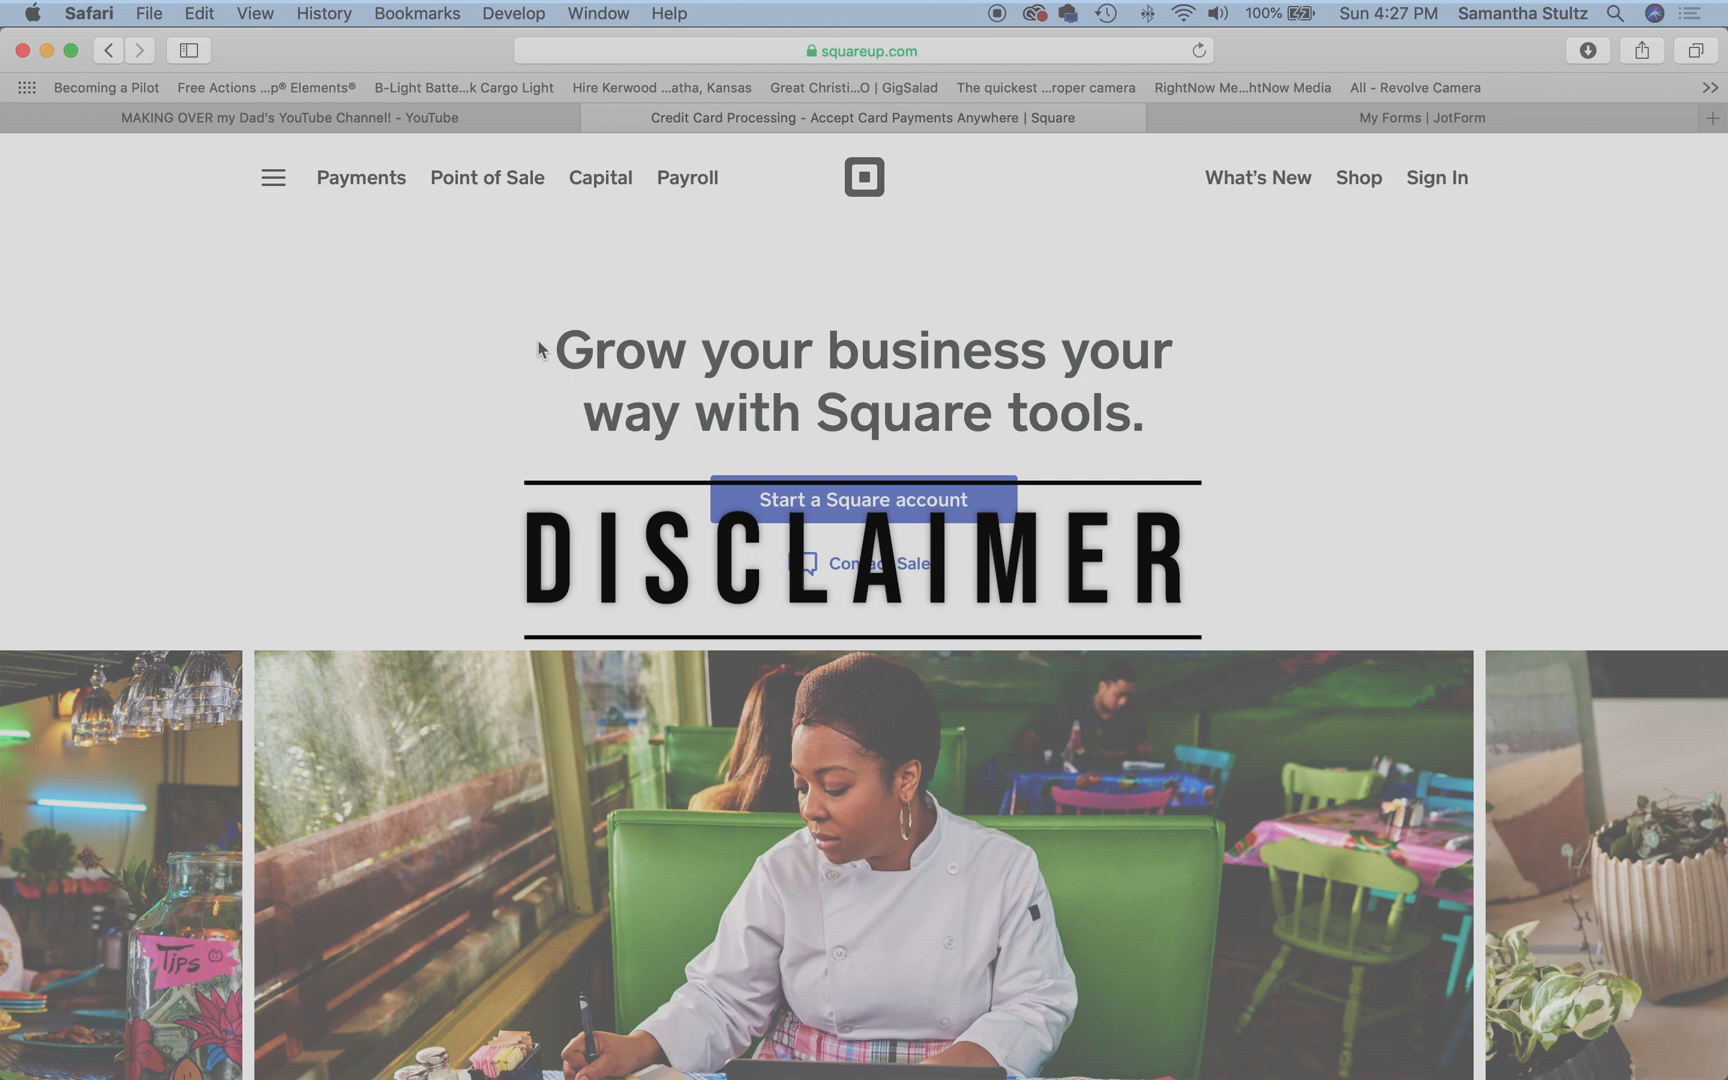 Safari File Edit View History Bookmarks Develop Window Help 100% Sun 4:27 PM Samantha Stultz
squareup.com
Becoming a Pilot Free Actions ...p® Elements® B-Light Batte...k Cargo Light Hire Kerwood ...atha, Kansas Great Christi...O | GigSalad The quickest ...roper camera RightNow Me...htNow Media All - Revolve Camera
MAKING OVER my Dad's YouTube Channel! - YouTube Credit Card Processing - Accept Card Payments Anywhere | Square My Forms | JotForm
Payments Point of Sale Capital Payroll What's New Shop Sign In
Grow your business your
way with Square tools.
Start a Square account
DISCLAIMER
Tips